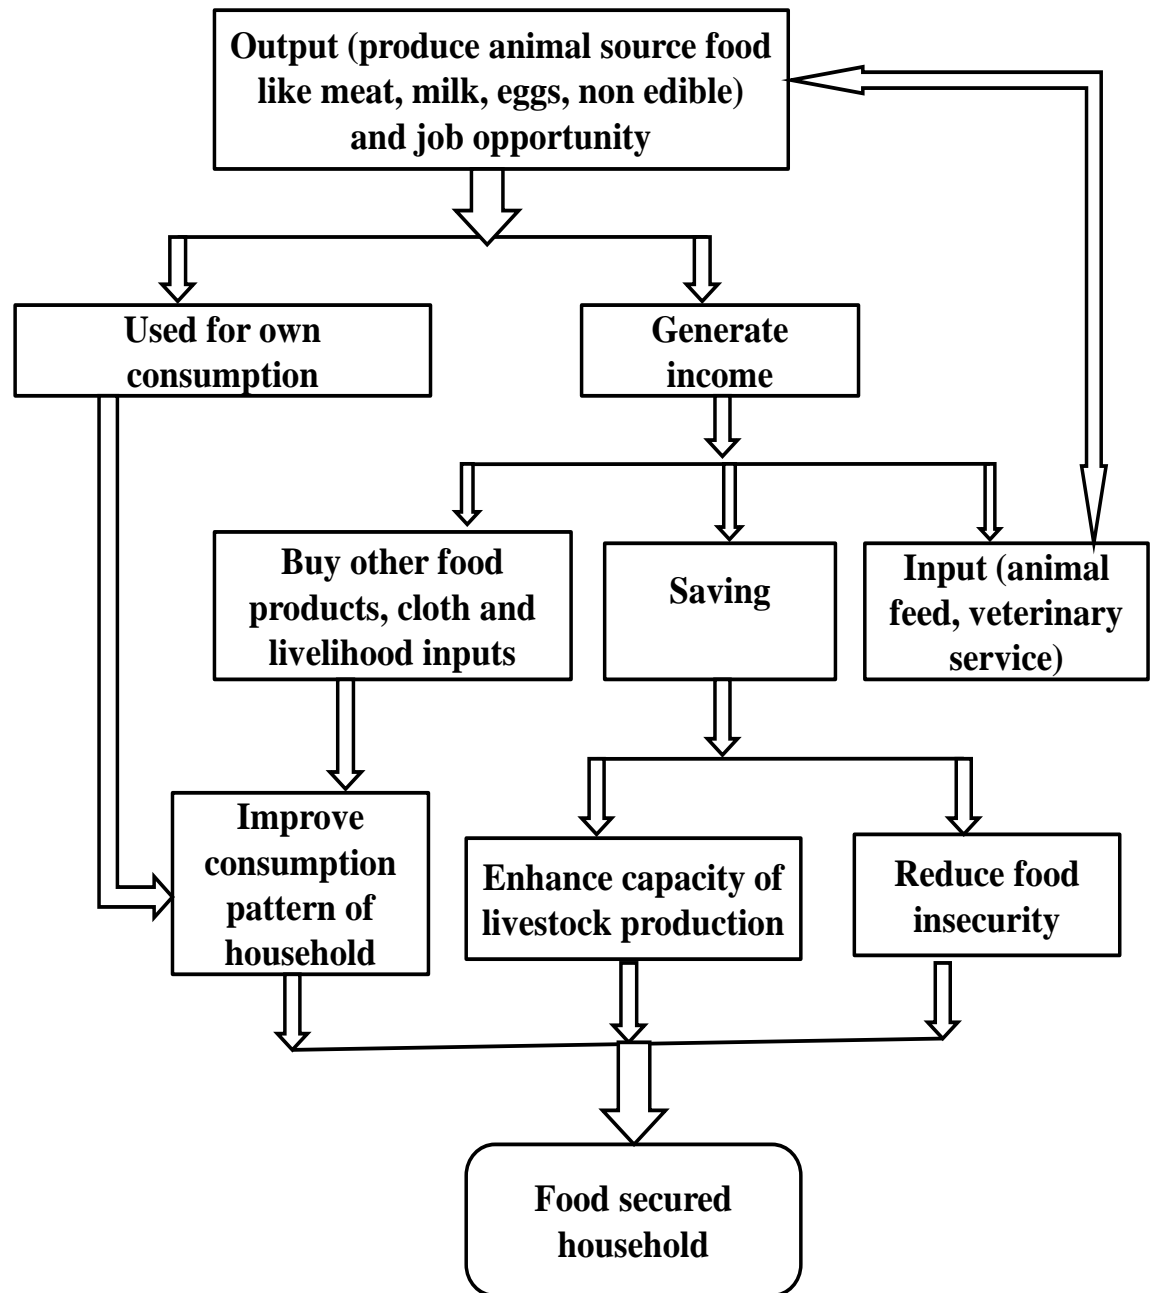 Output (produce animal source food
like meat, milk, eggs, non edible)
and job opportunity
Used for own
consumption
Generate
income
Buy other food
products, cloth and
livelihood inputs
Saving
Input (animal
feed, veterinary
service)
Improve
consumption
pattern of
household
Enhance capacity of
livestock production
Reduce food
insecurity
Food secured
household